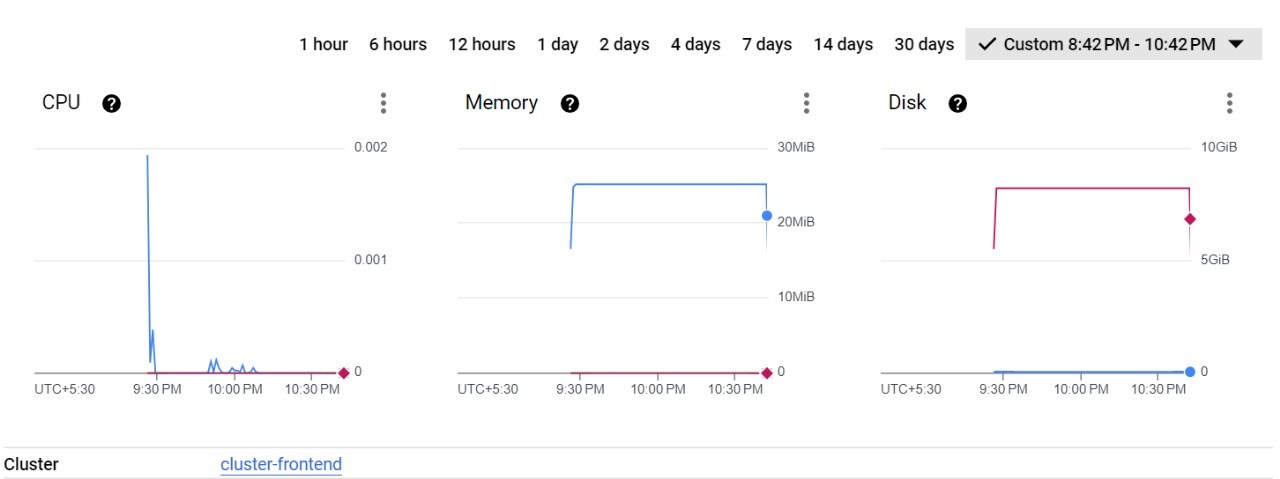 1 hour 6 hours 12 hours 1 day 2 days 4 days 7 days 14 days 30 days Custom 8:42 PM - 10:42 PM
CPU ?
0.002
0.001
0
UTC+5:30 9:30 PM 10:00 PM 10:30 PM
Memory ?
30MiB
20MiB
10MiB
0
UTC+5:30 9:30 PM 10:00 PM 10:30 PM
Disk ?
10GiB
5GiB
0
UTC+5:30 9:30 PM 10:00 PM 10:30 PM
Cluster cluster-frontend